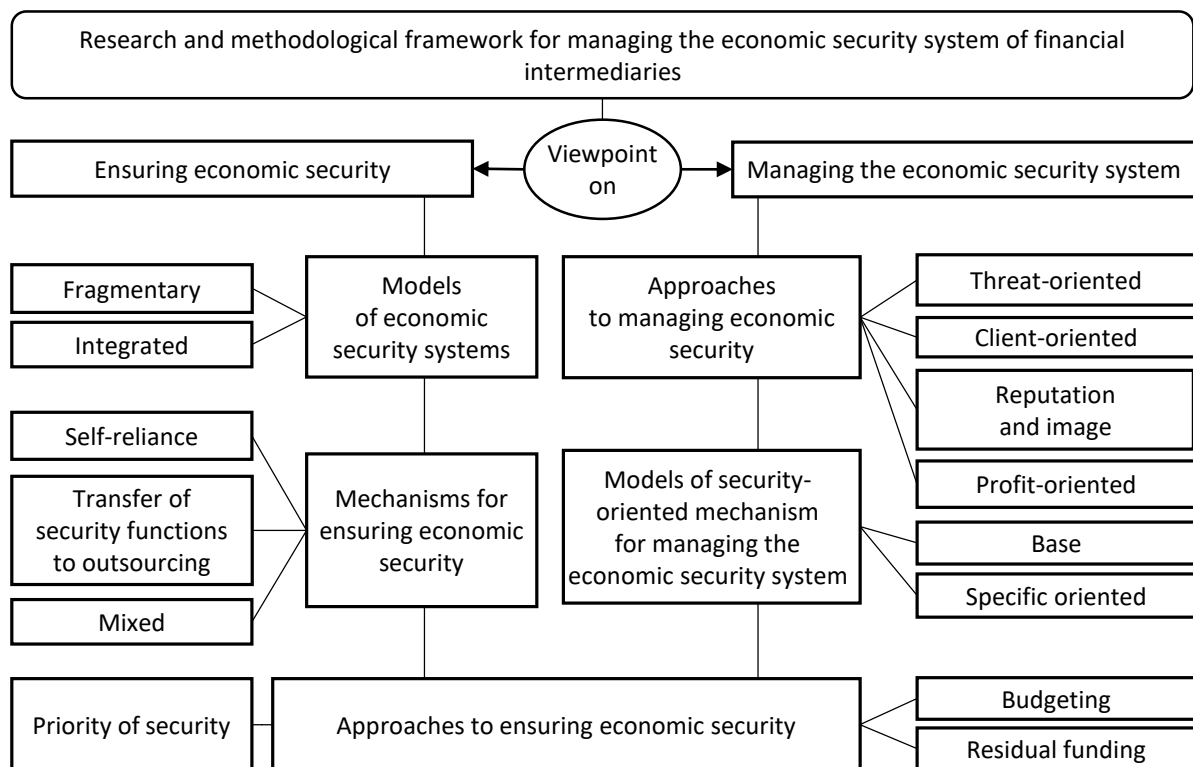 Research and methodological framework for managing the economic security system of financial
intermediaries
Viewpoint
on
Ensuring economic security
Managing the economic security system
Fragmentary
Integrated
Models
of economic
security systems
Approaches
to managing economic
security
Threat-oriented
Client-oriented
Reputation
and image
Profit-oriented
Self-reliance
Transfer of
security functions
to outsourcing
Mixed
Mechanisms for
ensuring economic
security
Models of security-
oriented mechanism
for managing the
economic security system
Base
Specific oriented
Priority of security
Approaches to ensuring economic security
Budgeting
Residual funding